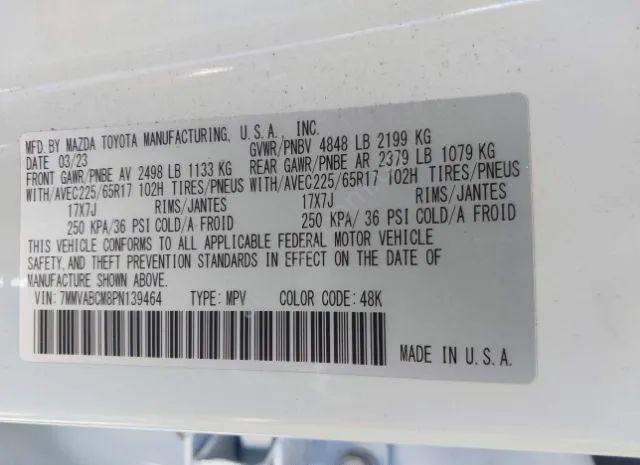 MFD.BY MAZDA TOYOTA MANUFACTURING, U.S.A., INC.
DATE 03/23 GVWR/PNBV 4848 LB 2199 KG
FRONT GAWR/PNBE AV 2498 LB 1133 KG REAR GAWR/PNBE AR 2379 LB 1079 KG
WITH/AVEC225/65R17 102H TIRES/PNEUS WITH/AVEC225/65R17 102H TIRES/PNEUS
17X7J RIMS/JANTES 17X7J RIMS/JANTES
250 KPA/36 PSI COLD/A FROID 250 KPA/ 36 PSI COLD/A FROID
THIS VEHICLE CONFORMS TO ALL APPLICABLE FEDERAL MOTOR VEHICLE
SAFETY, AND THEFT PREVENTION STANDARDS IN EFFECT ON THE DATE OF
MANUFACTURE SHOWN ABOVE.
VIN: 7MMVABCM8PN139464 TYPE: MPV COLOR CODE: 48K
MADE IN U.S.A.